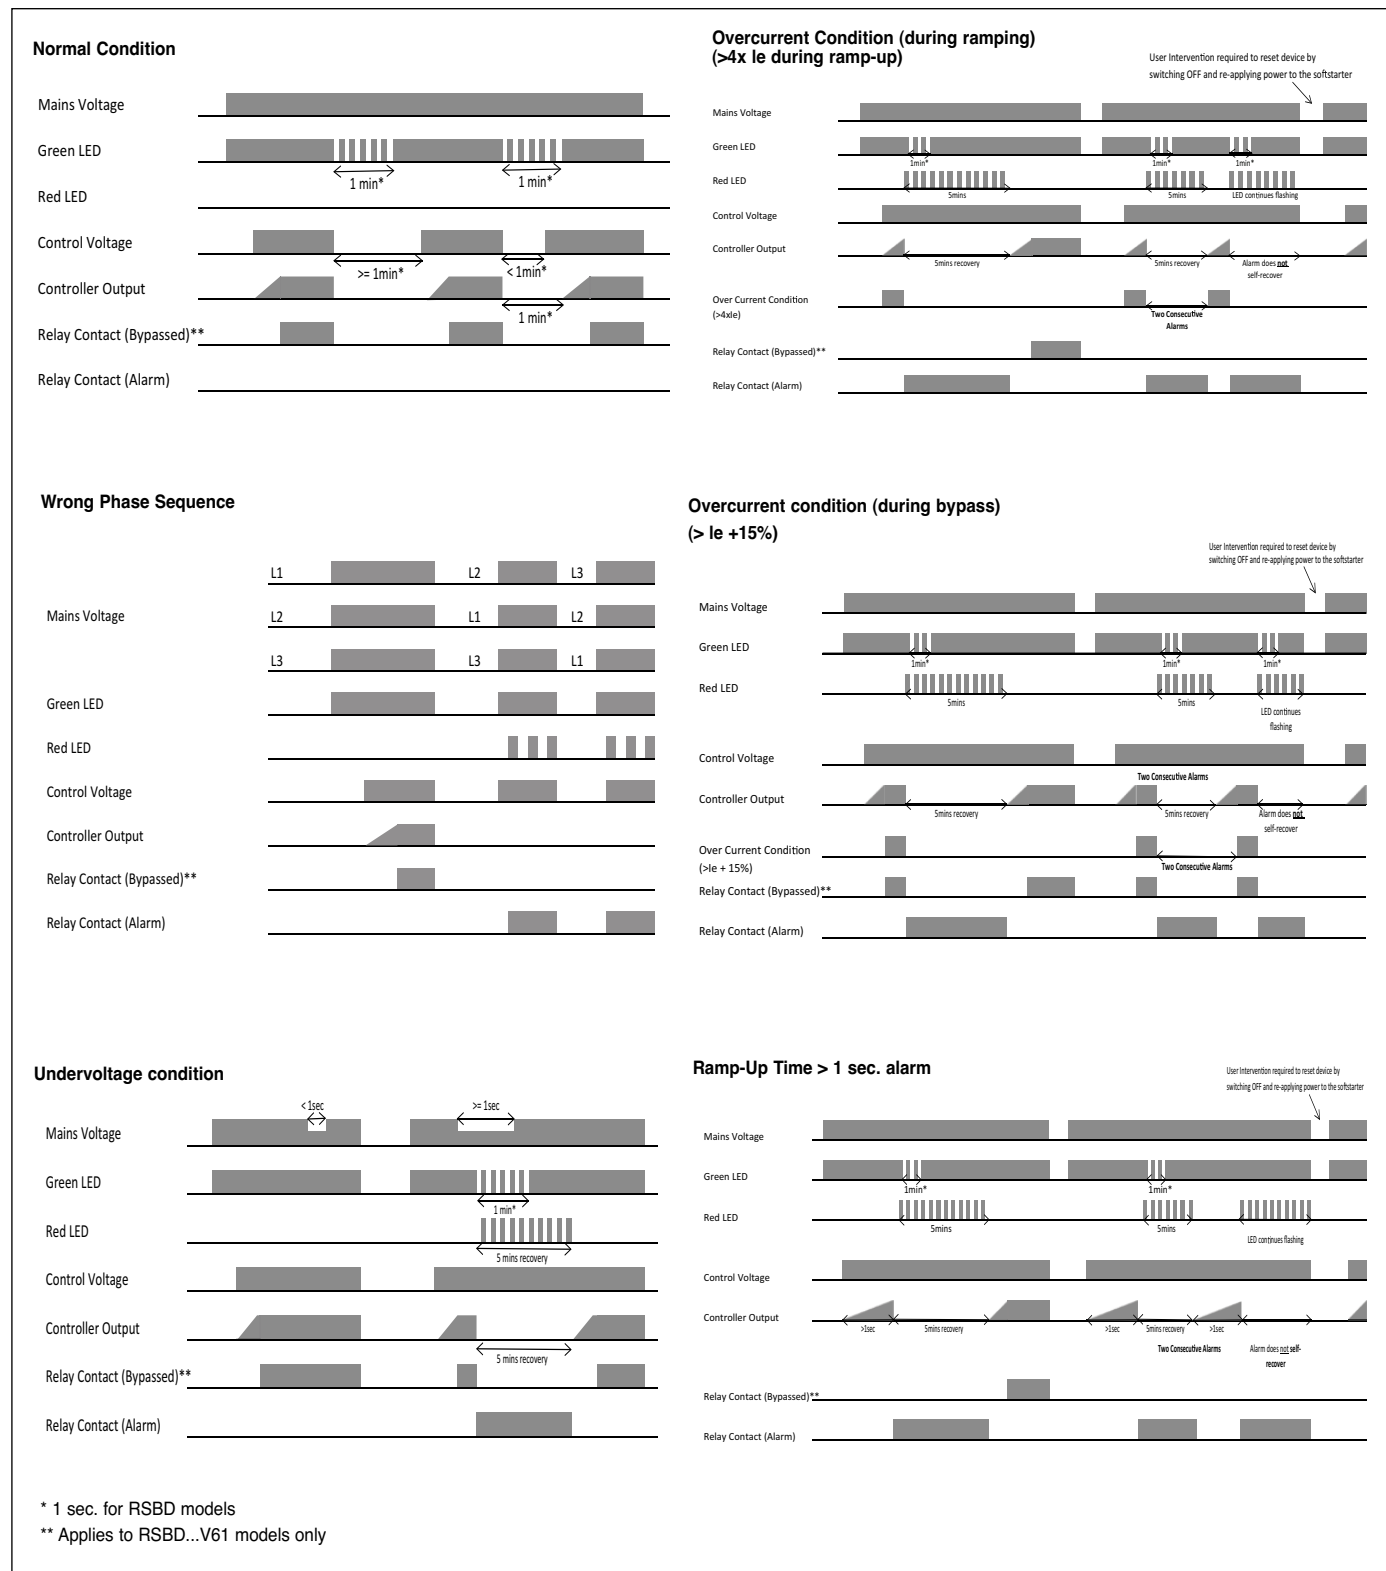 Normal Condition
Mains Voltage
Green LED
1 min*
1 min*
Red LED
Control Voltage
>= 1min*
< 1min*
Controller Output
1 min*
Relay Contact (Bypassed)**
Relay Contact (Alarm)
Overcurrent Condition (during ramping)
(>4x Ie during ramp-up)
User Intervention required to reset device by
switching OFF and re-applying power to the softstarter
Mains Voltage
Green LED
1min*
1min*
1min*
Red LED
5mins
5mins
LED continues flashing
Control Voltage
Controller Output
5mins recovery
5mins recovery
Alarm does not
self-recover
Over Current Condition
(>4xIe)
Two Consecutive
Alarms
Relay Contact (Bypassed)**
Relay Contact (Alarm)
Wrong Phase Sequence
L1
L2
L3
Mains Voltage
L2
L1
L2
L3
L3
L1
Green LED
Red LED
Control Voltage
Controller Output
Relay Contact (Bypassed)**
Relay Contact (Alarm)
Overcurrent condition (during bypass)
(> Ie +15%)
User Intervention required to reset device by
switching OFF and re-applying power to the softstarter
Mains Voltage
Green LED
1min*
1min*
1min*
Red LED
5mins
5mins
LED continues
flashing
Control Voltage
Two Consecutive Alarms
Controller Output
5mins recovery
5mins recovery
Alarm does not
self-recover
Over Current Condition
(>Ie + 15%)
Two Consecutive Alarms
Relay Contact (Bypassed)**
Relay Contact (Alarm)
Undervoltage condition
< 1sec
>= 1sec
Mains Voltage
Green LED
1 min*
Red LED
5 mins recovery
Control Voltage
Controller Output
5 mins recovery
Relay Contact (Bypassed)**
Relay Contact (Alarm)
Ramp-Up Time > 1 sec. alarm
User Intervention required to reset device by
switching OFF and re-applying power to the softstarter
Mains Voltage
Green LED
1min*
1min*
Red LED
5mins
5mins
LED continues flashing
Control Voltage
Controller Output
>1sec
5mins recovery
>1sec
5mins recovery
>1sec
Two Consecutive Alarms
Alarm does not self-
recover
Relay Contact (Bypassed)**
Relay Contact (Alarm)
* 1 sec. for RSBD models
** Applies to RSBD...V61 models only